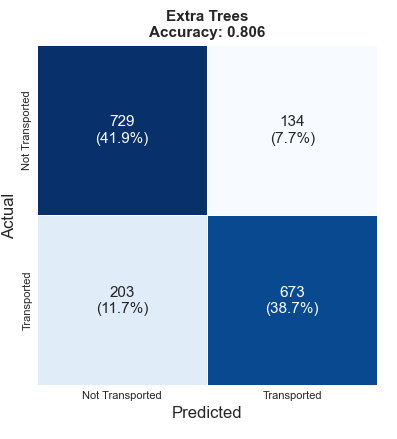 Extra Trees
Accuracy: 0.806
Not Transported
729
(41.9%)
134
(7.7%)
Actual
Transported
203
(11.7%)
673
(38.7%)
Not Transported
Transported
Predicted